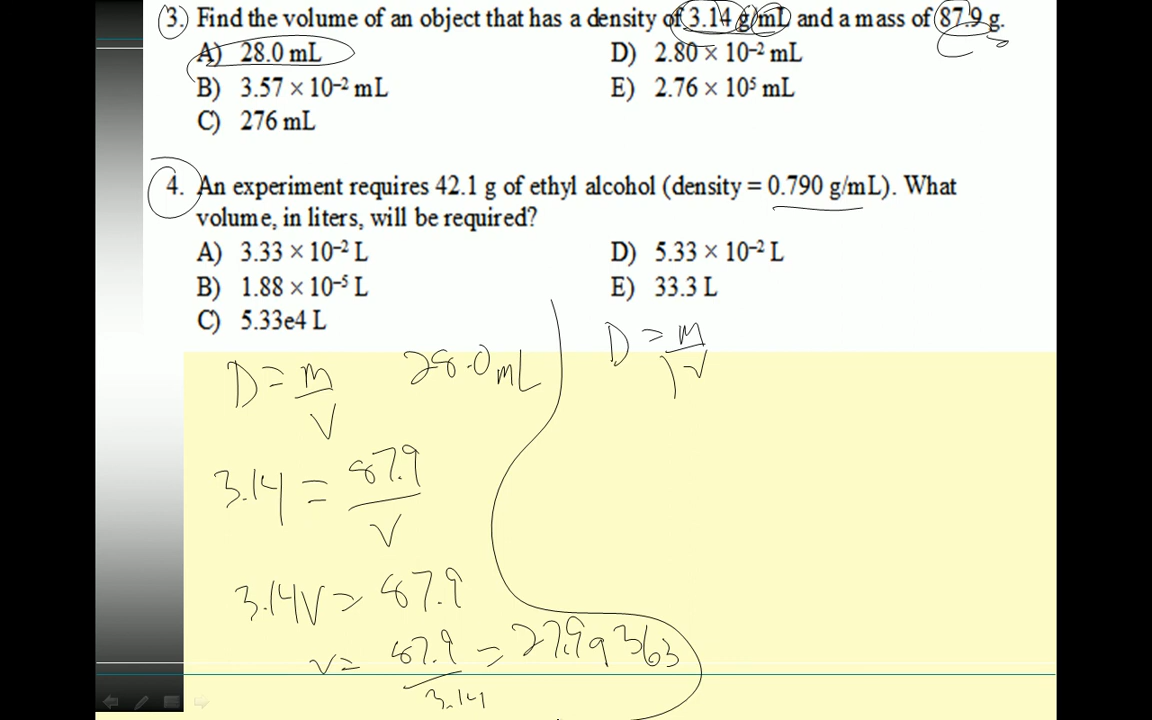 3. Find the volume of an object that has a density of 3.14 g/mL and a mass of 87.9 g.
A) 28.0 mL
D) 2.80 × 10⁻² mL
B) 3.57 × 10⁻² mL
E) 2.76 × 10⁵ mL
C) 276 mL
4. An experiment requires 42.1 g of ethyl alcohol (density = 0.790 g/mL). What
volume, in liters, will be required?
A) 3.33 × 10⁻² L
D) 5.33 × 10⁻² L
B) 1.88 × 10⁻⁵ L
E) 33.3 L
C) 5.33e4 L
D = m/V
28.0 mL
D = m/V
3.14 = 87.9/V
3.14V = 87.9
V = 87.9/3.14 = 27.99363